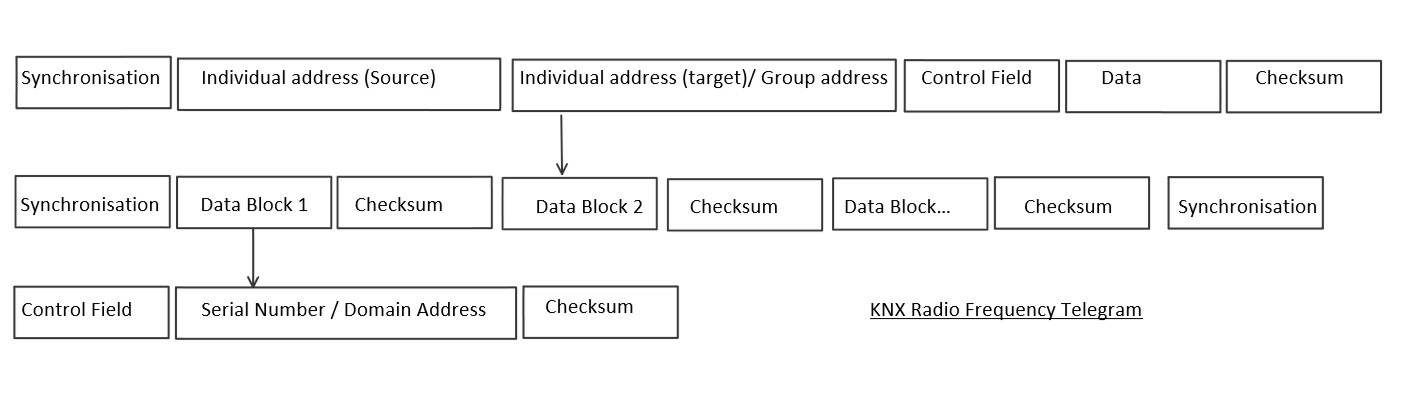 Synchronisation Individual address (Source) Individual address (target)/ Group address Control Field Data Checksum
Synchronisation Data Block 1 Checksum Data Block 2 Checksum Data Block... Checksum Synchronisation
Control Field Serial Number / Domain Address Checksum KNX Radio Frequency Telegram